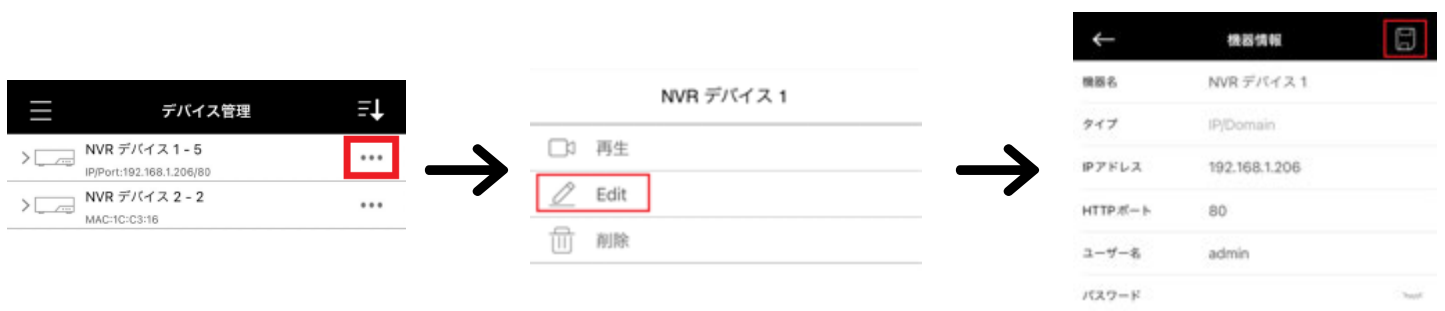 デバイス管理
NVR デバイス 1 - 5
IP/Port:192.168.1.206/80
NVR デバイス 2 - 2
MAC:1C:C3:16
NVR デバイス 1
再生
Edit
削除
機器情報
機器名 NVR デバイス 1
タイプ IP/Domain
IPアドレス 192.168.1.206
HTTPポート 80
ユーザー名 admin
パスワード